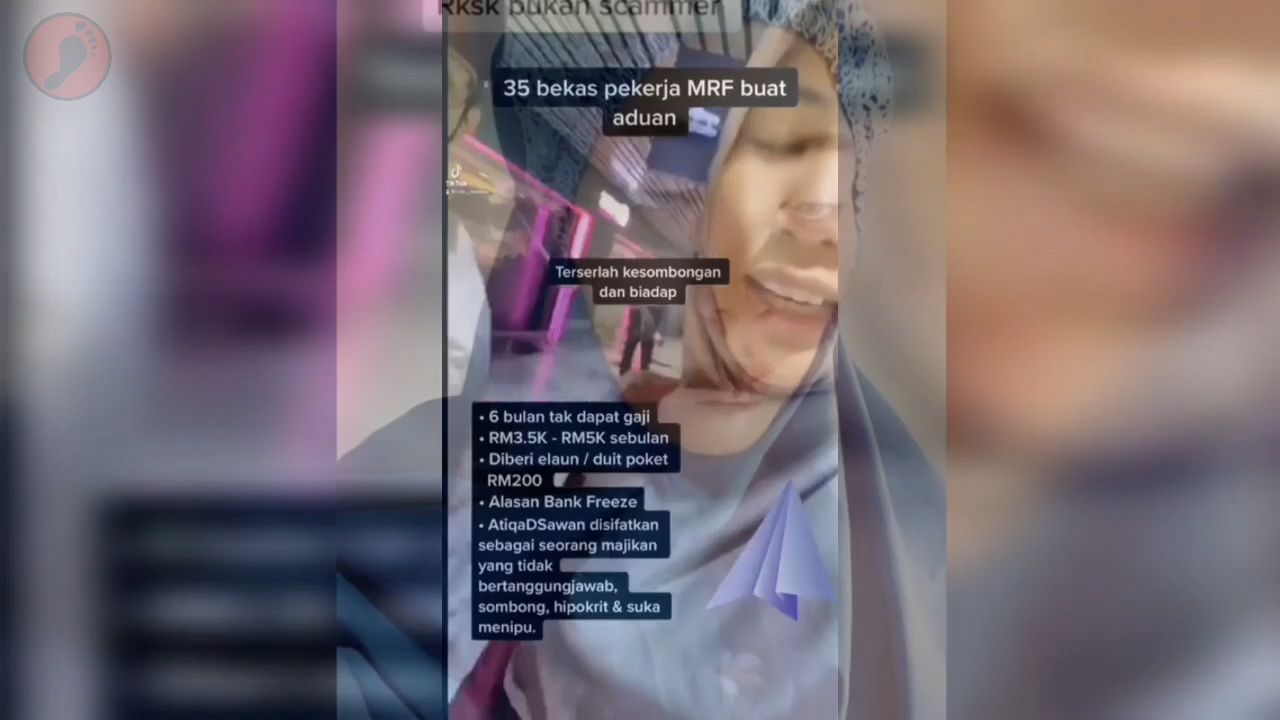 Rksk bukan scammer
35 bekas pekerja MRF buat
aduan
TikTok
Terserlah kesombongan
dan biadap
• 6 bulan tak dapat gaji
• RM3.5K - RM5K sebulan
• Diberi elaun / duit poket
RM200
• Alasan Bank Freeze
• AtiqaDSawan disifatkan
sebagai seorang majikan
yang tidak
bertanggungjawab,
sombong, hipokrit & suka
menipu.